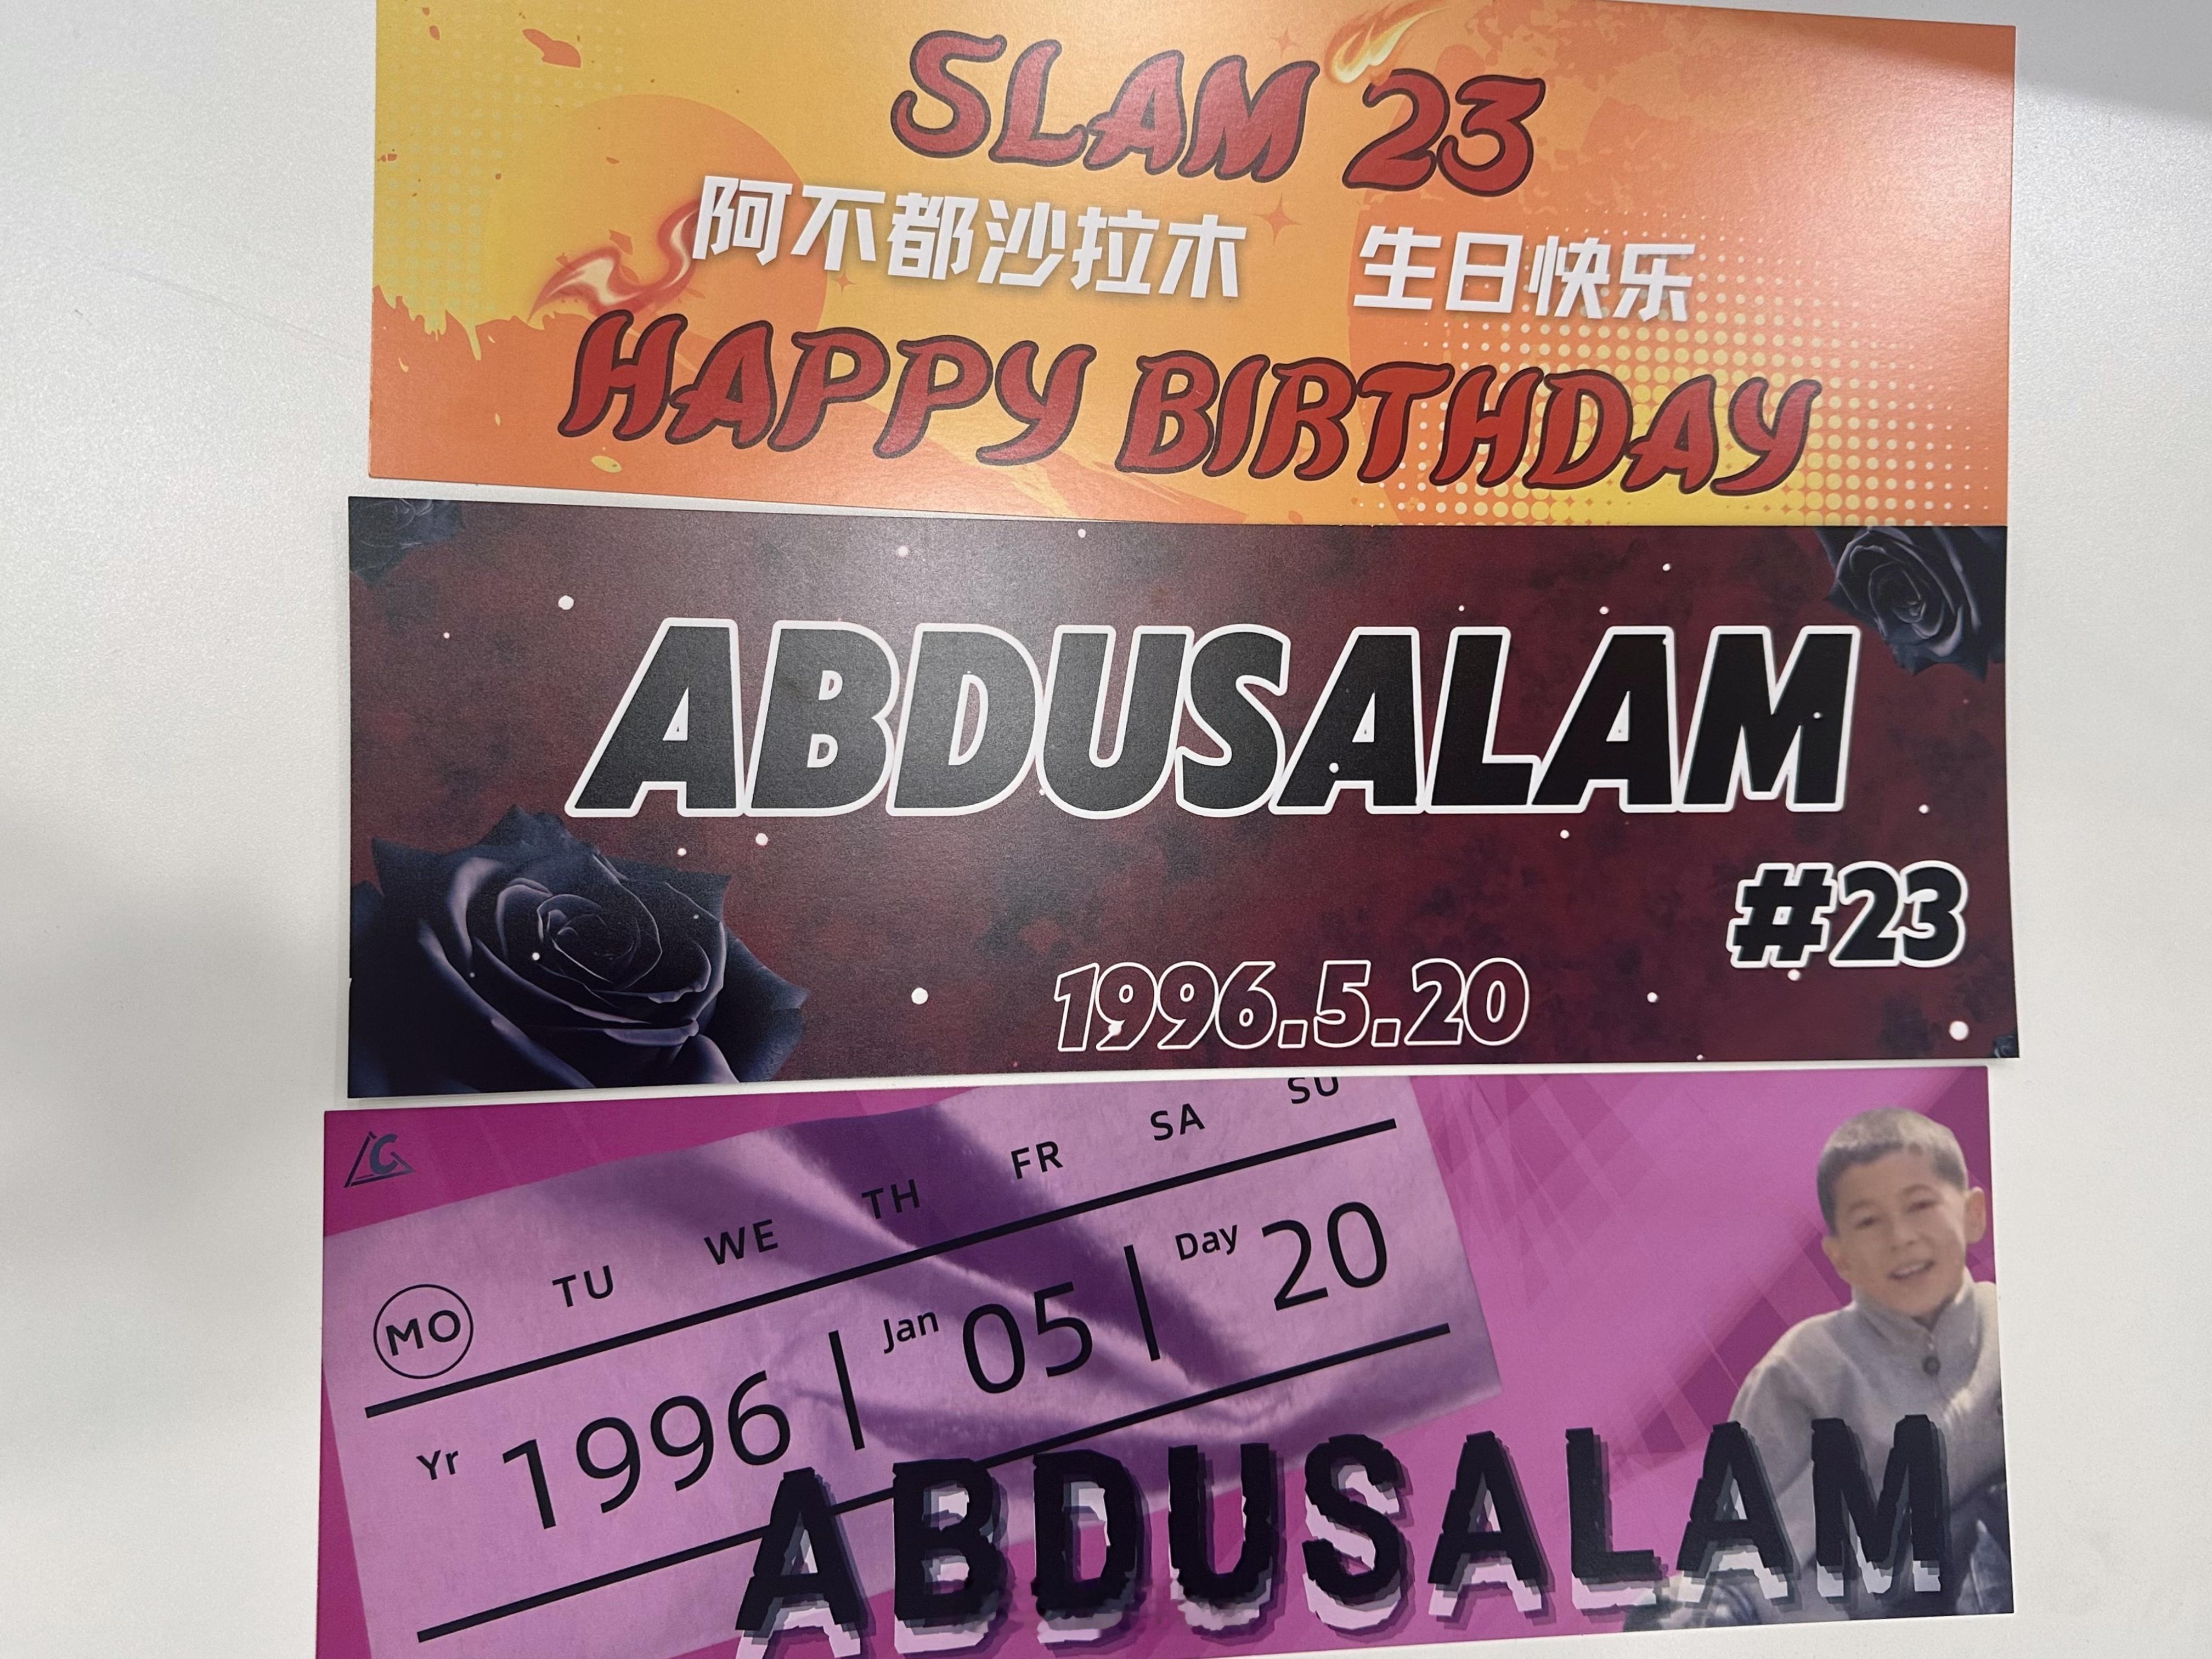 SLAM 23
阿不都沙拉木 生日快乐
HAPPY BIRTHDAY
ABDUSALAM
#23
1996.5.20
C
MO TU WE TH FR SA SU
Yr 1996 | Jan 05 | Day 20
ABDUSALAM